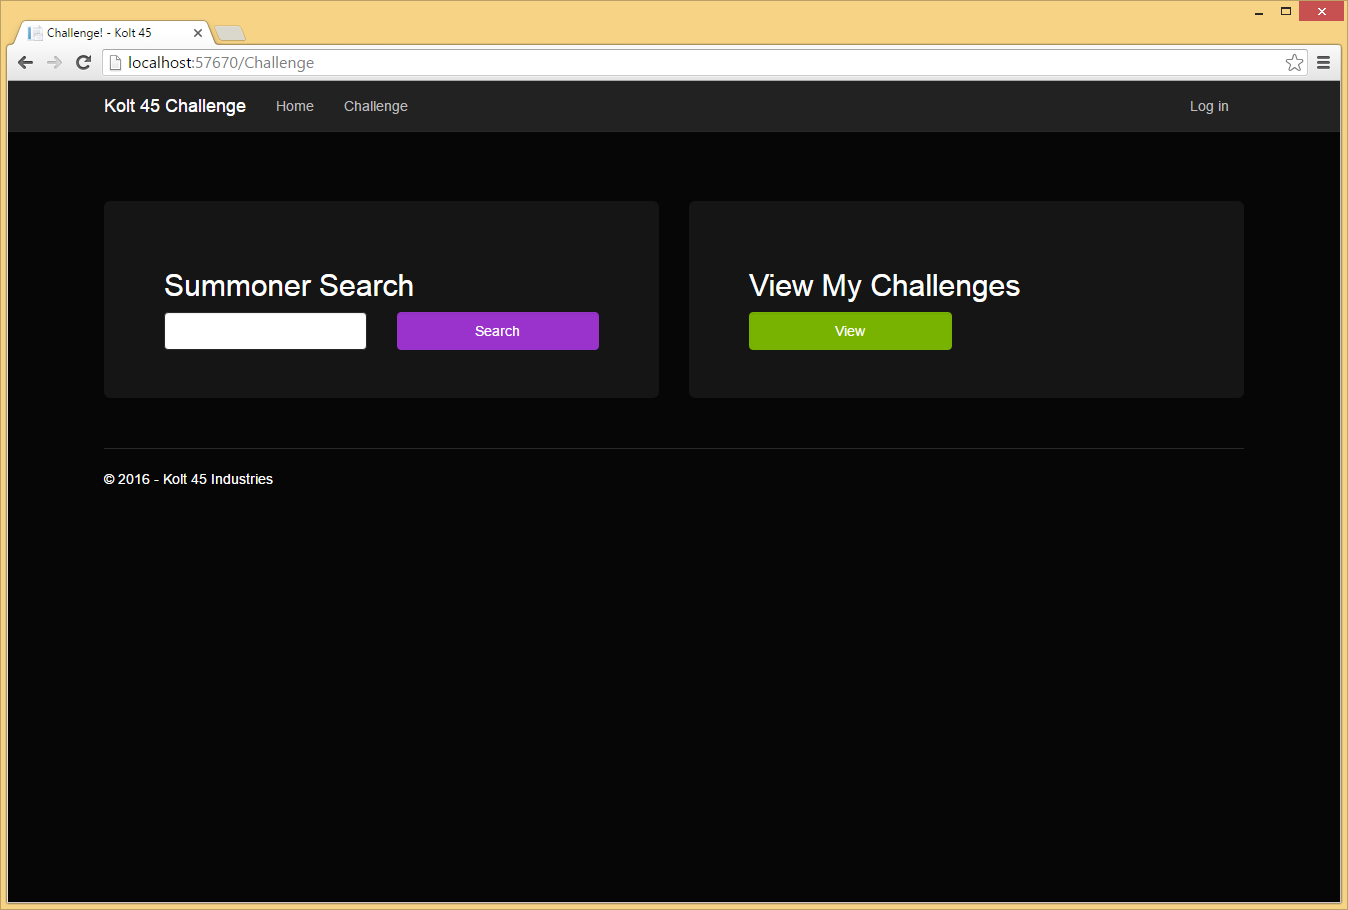 Challenge! - Kolt 45
localhost:57670/Challenge
Kolt 45 Challenge Home Challenge Log in
Summoner Search
Search
View My Challenges
View
© 2016 - Kolt 45 Industries